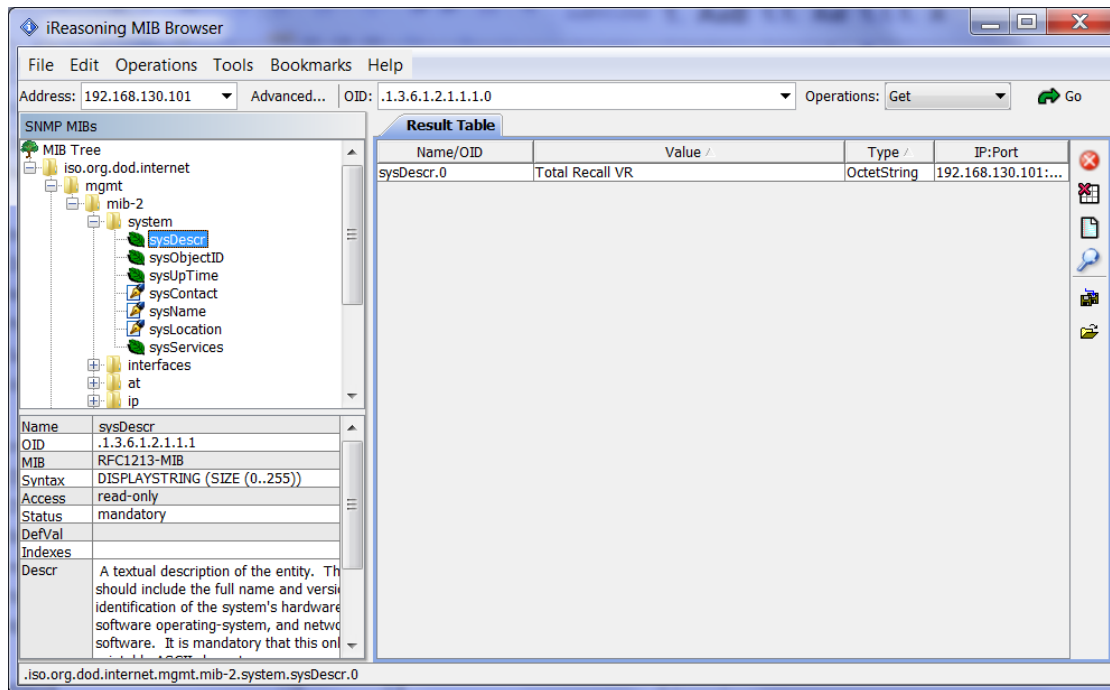 iReasoning MIB Browser
File Edit Operations Tools Bookmarks Help
Address: 192.168.130.101 Advanced... OID: .1.3.6.1.2.1.1.1.0 Operations: Get Go
SNMP MIBs
MIB Tree
iso.org.dod.internet
mgmt
mib-2
system
sysDescr
sysObjectID
sysUpTime
sysContact
sysName
sysLocation
sysServices
interfaces
at
ip
Result Table
Name/OID Value Type IP:Port
sysDescr.0 Total Recall VR OctetString 192.168.130.101:...
Name sysDescr
OID .1.3.6.1.2.1.1.1
MIB RFC1213-MIB
Syntax DISPLAYSTRING (SIZE (0..255))
Access read-only
Status mandatory
DefVal
Indexes
Descr A textual description of the entity. Th
should include the full name and versi
identification of the system's hardware
software operating-system, and netwo
software. It is mandatory that this onl
.iso.org.dod.internet.mgmt.mib-2.system.sysDescr.0